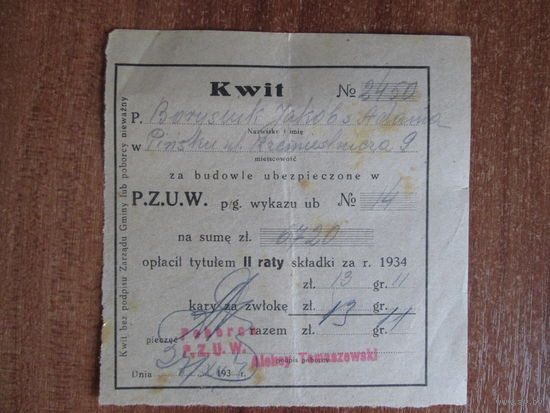 Kwit № 2450
P. Borysiuk Jakób s. Adama
Nazwisko i imię
w Pińsku ul. Rzemieślnicza 9
miejscowość
za budowle ubezpieczone w
P.Z.U.W. p/g. wykazu ub № 14
na sumę zł. 6720
opłacił tytułem II raty składki za r. 1934
zł. 13 gr. 11
kary za zwłokę zł. gr.
razem zł. 13 gr. 11
pieczęć
Poborca
P.Z.U.W. Aleksy Tomaszewski
podpis poborcy
Dnia 193 r.
Kwit bez podpisu Zarządu Gminy lub poborcy nieważny